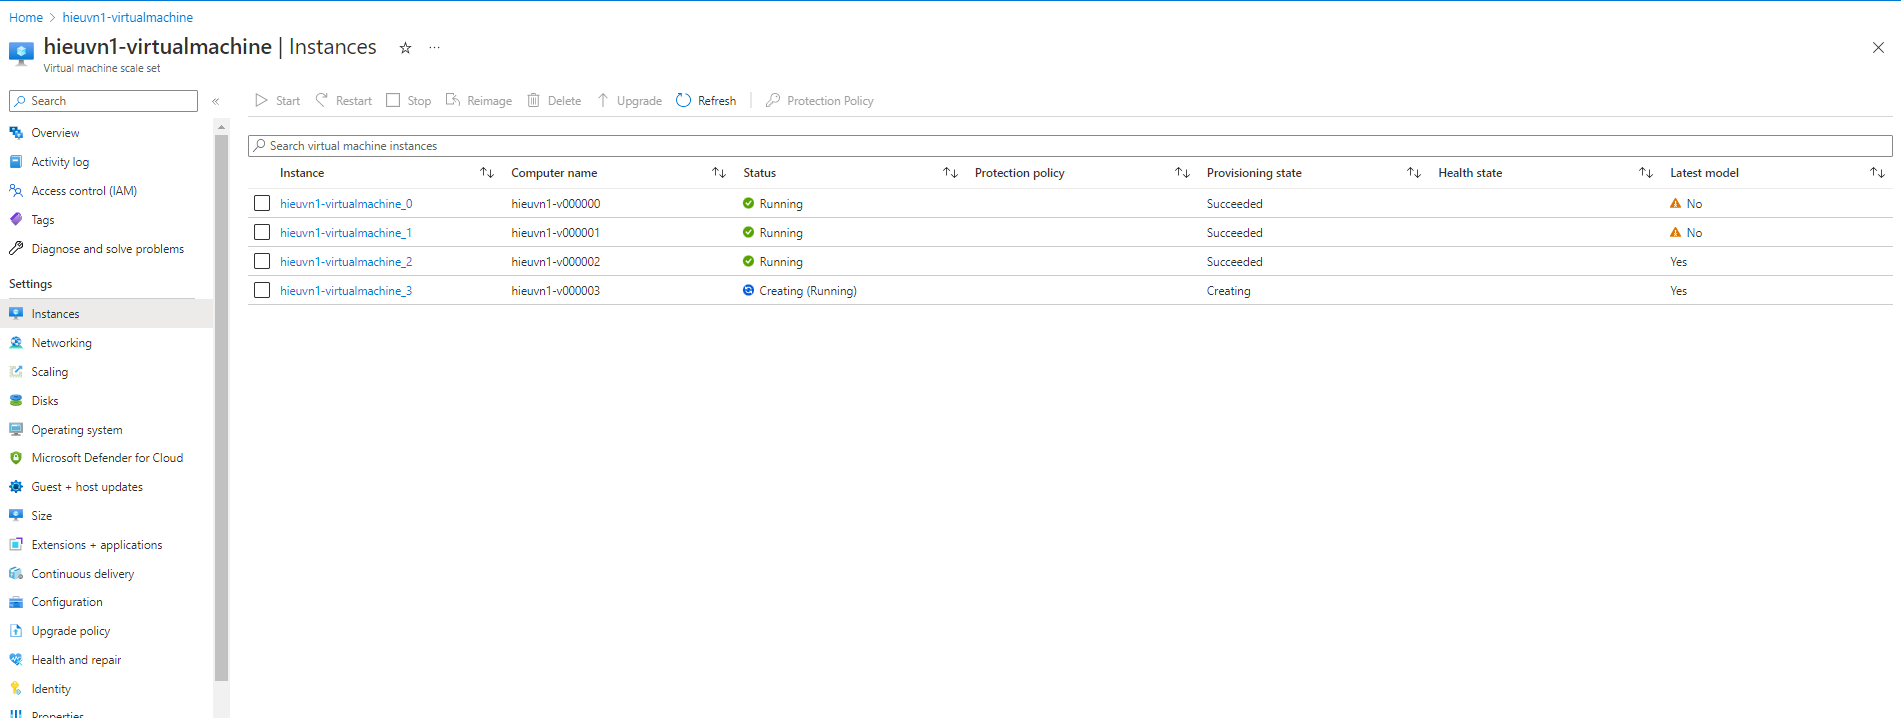 Home > hieuvn1-virtualmachine
hieuvn1-virtualmachine | Instances
Virtual machine scale set
Search
Start Restart Stop Reimage Delete Upgrade Refresh Protection Policy
Overview
Activity log
Access control (IAM)
Tags
Diagnose and solve problems
Settings
Instances
Networking
Scaling
Disks
Operating system
Microsoft Defender for Cloud
Guest + host updates
Size
Extensions + applications
Continuous delivery
Configuration
Upgrade policy
Health and repair
Identity
Properties
Search virtual machine instances
Instance Computer name Status Protection policy Provisioning state Health state Latest model
hieuvn1-virtualmachine_0 hieuvn1-v000000 Running Succeeded No
hieuvn1-virtualmachine_1 hieuvn1-v000001 Running Succeeded No
hieuvn1-virtualmachine_2 hieuvn1-v000002 Running Succeeded Yes
hieuvn1-virtualmachine_3 hieuvn1-v000003 Creating (Running) Creating Yes